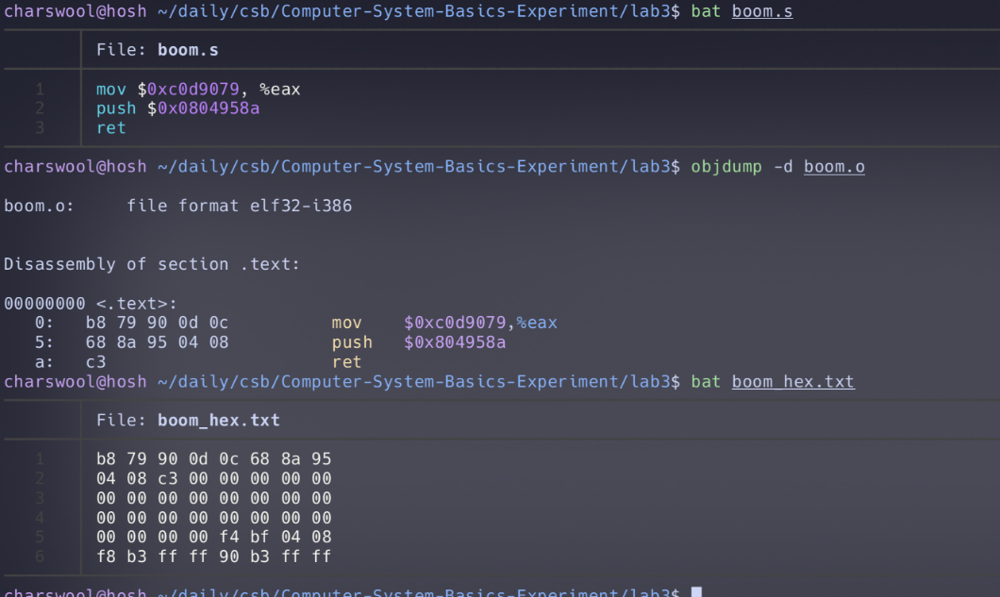 charswool@hosh ~/daily/csb/Computer-System-Basics-Experiment/lab3$ bat boom.s
File: boom.s
1 mov $0xc0d9079, %eax
2 push $0x0804958a
3 ret
charswool@hosh ~/daily/csb/Computer-System-Basics-Experiment/lab3$ objdump -d boom.o
boom.o:     file format elf32-i386
Disassembly of section .text:
00000000 <.text>:
0: b8 79 90 0d 0c mov $0xc0d9079,%eax
5: 68 8a 95 04 08 push $0x804958a
a: c3 ret
charswool@hosh ~/daily/csb/Computer-System-Basics-Experiment/lab3$ bat boom_hex.txt
File: boom_hex.txt
1 b8 79 90 0d 0c 68 8a 95
2 04 08 c3 00 00 00 00 00
3 00 00 00 00 00 00 00 00
4 00 00 00 00 00 00 00 00
5 00 00 00 00 f4 bf 04 08
6 f8 b3 ff ff 90 b3 ff ff
charswool@hosh ~/daily/csb/Computer-System-Basics-Experiment/lab3$